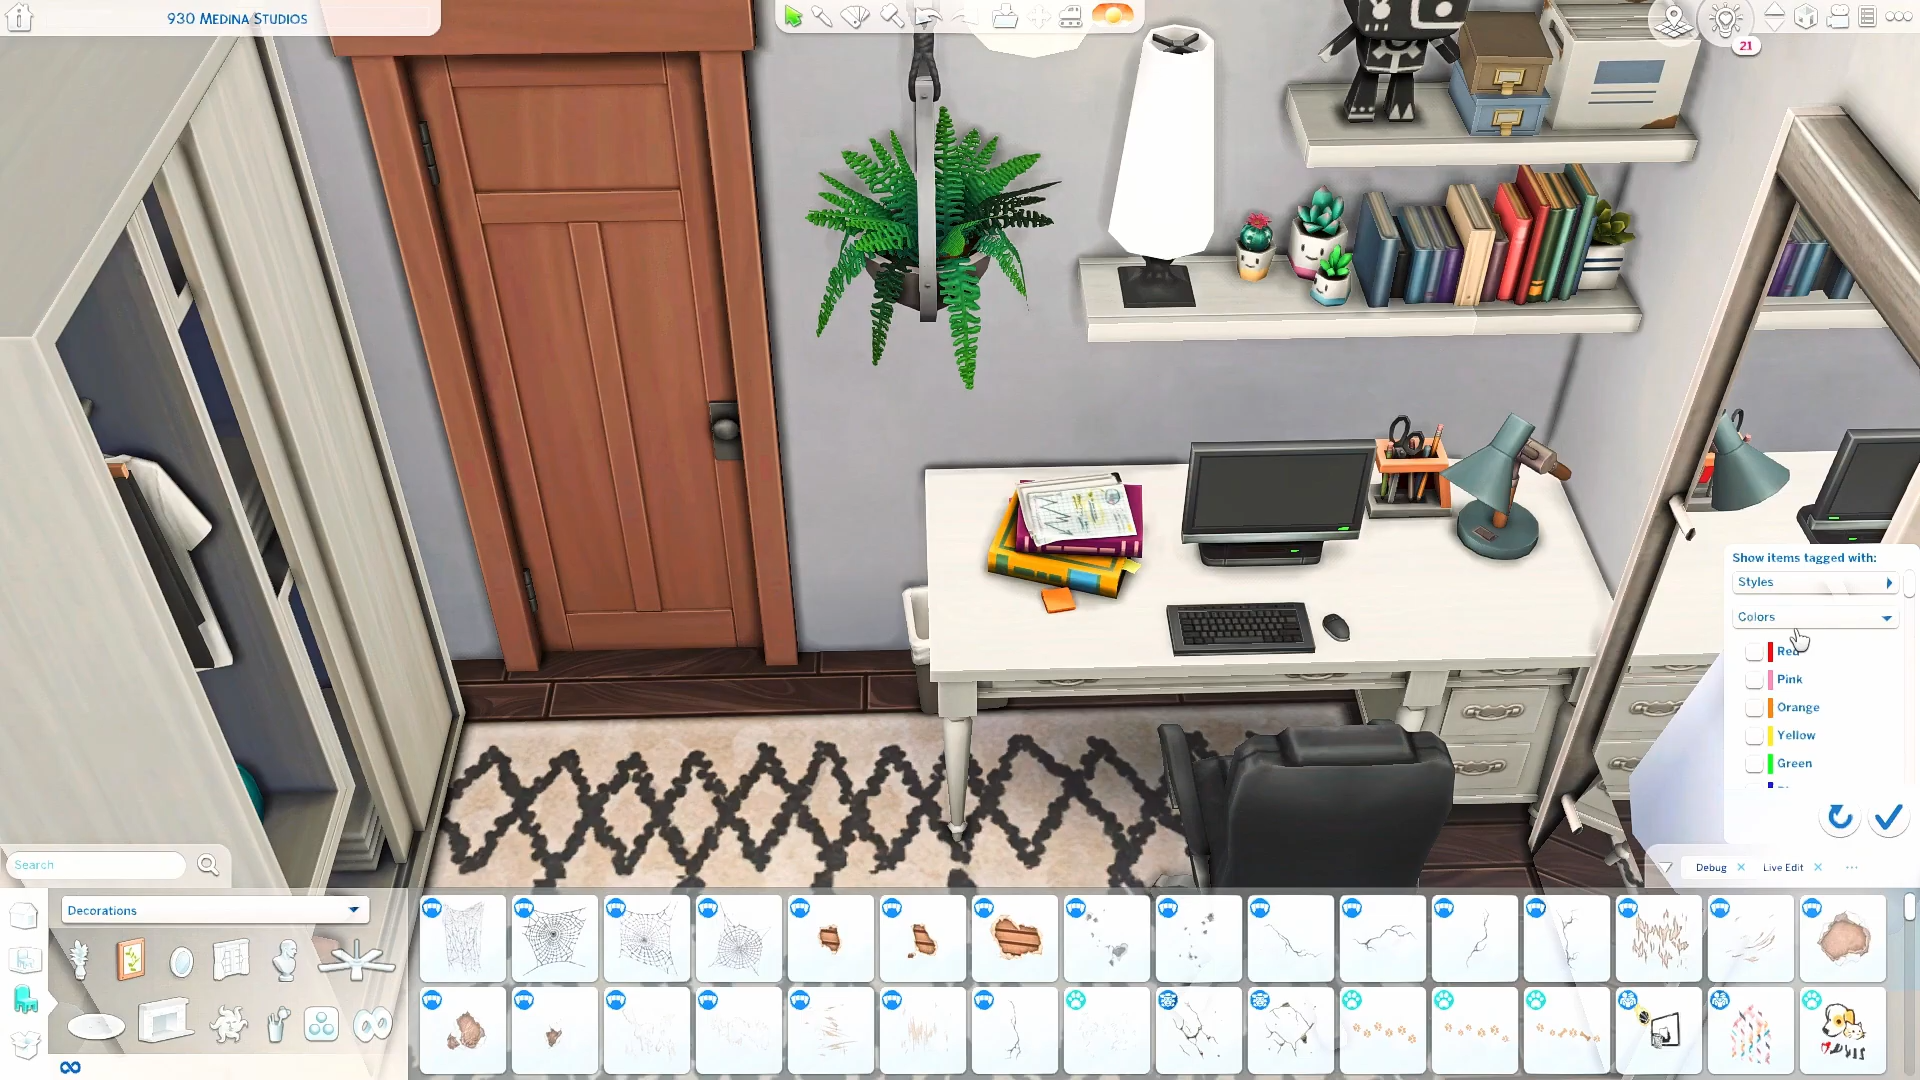 930 MEDINA STUDIOS
21
Show items tagged with:
Styles
Colors
Red
Pink
Orange
Yellow
Green
Search
Debug
Live Edit
Decorations